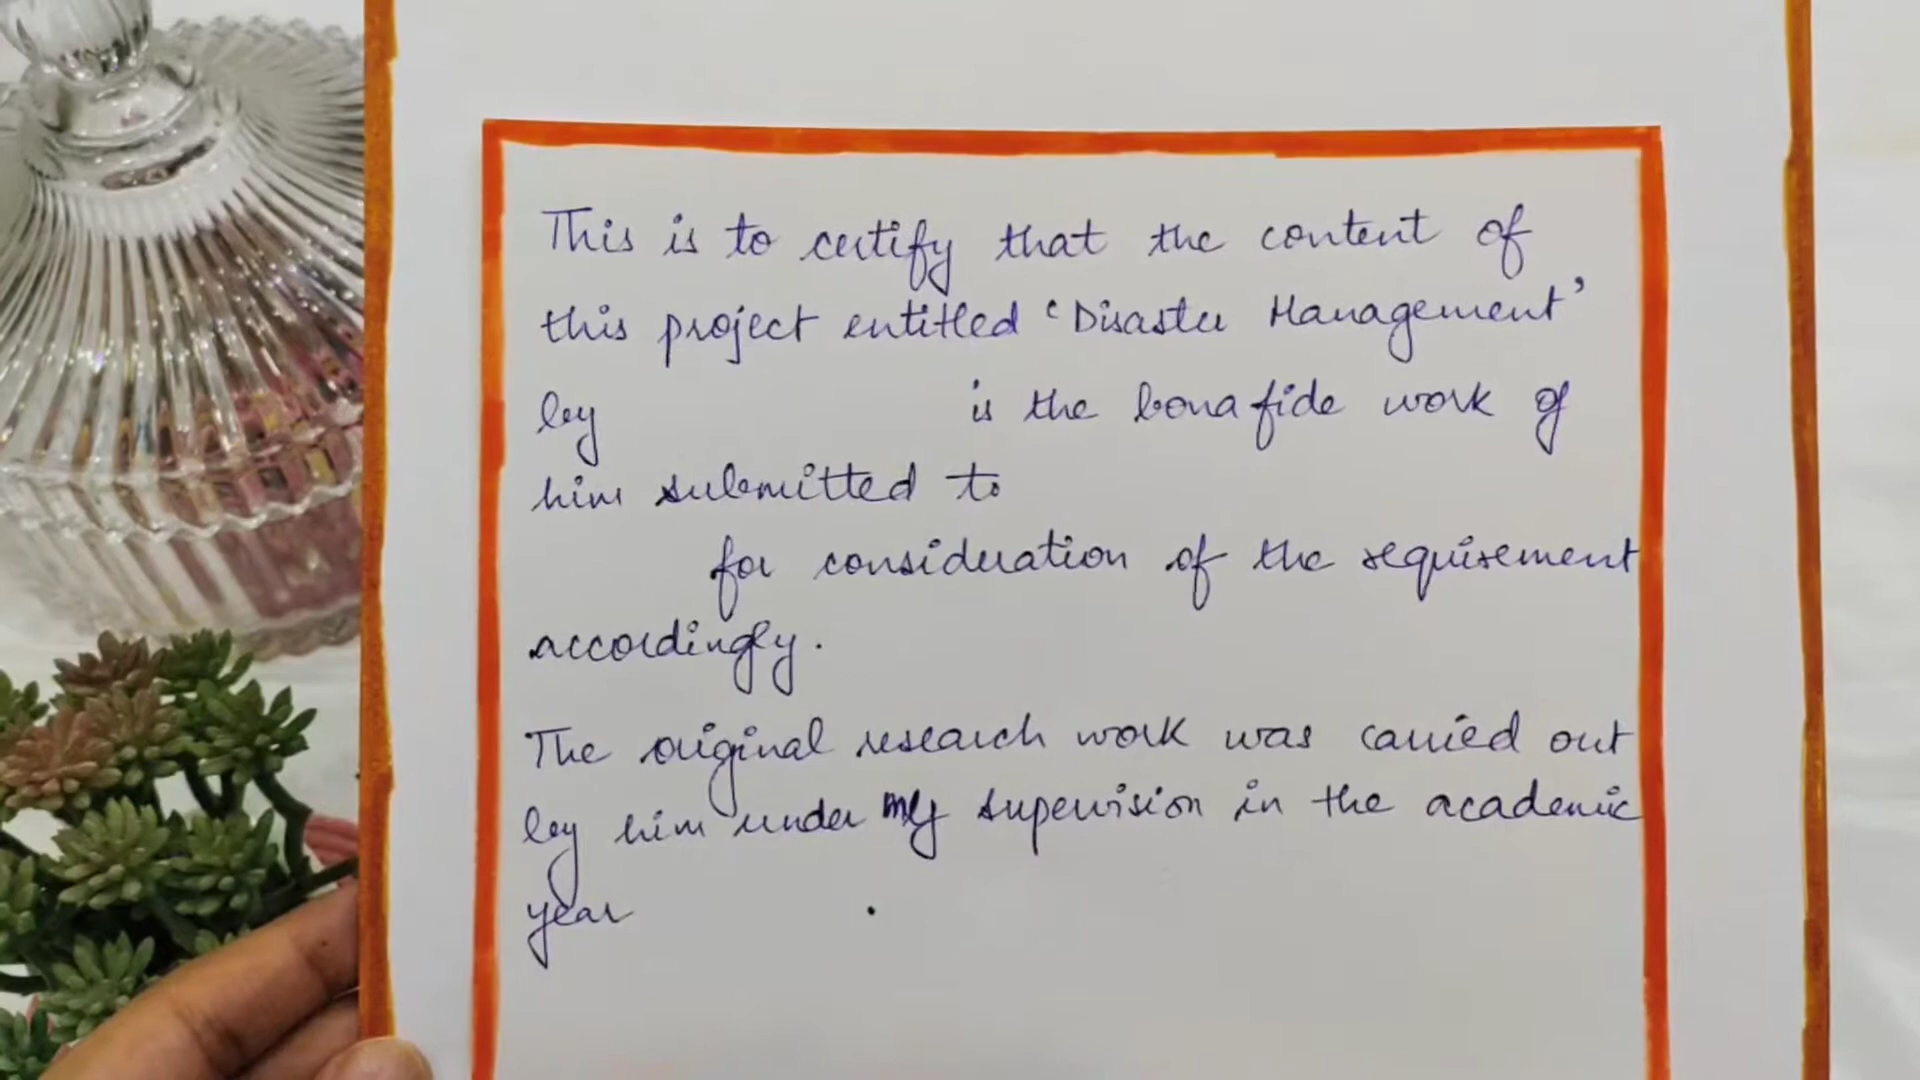 This is to certify that the content of
this project entitled 'Disaster Management'
by is the bonafide work of
him submitted to
for consideration of the requirement
accordingly.
The original research work was carried out
by him under my supervision in the academic
year .